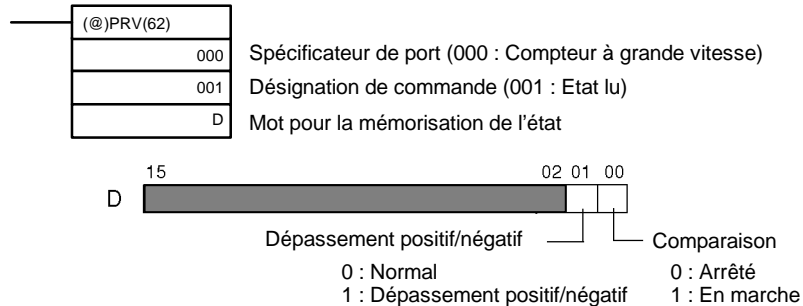 (@)PRV(62)
000 Spécificateur de port (000 : Compteur à grande vitesse)
001 Désignation de commande (001 : Etat lu)
D Mot pour la mémorisation de l’état
15 02 01 00
D
Dépassement positif/négatif Comparaison
0 : Normal 0 : Arrêté
1 : Dépassement positif/négatif 1 : En marche